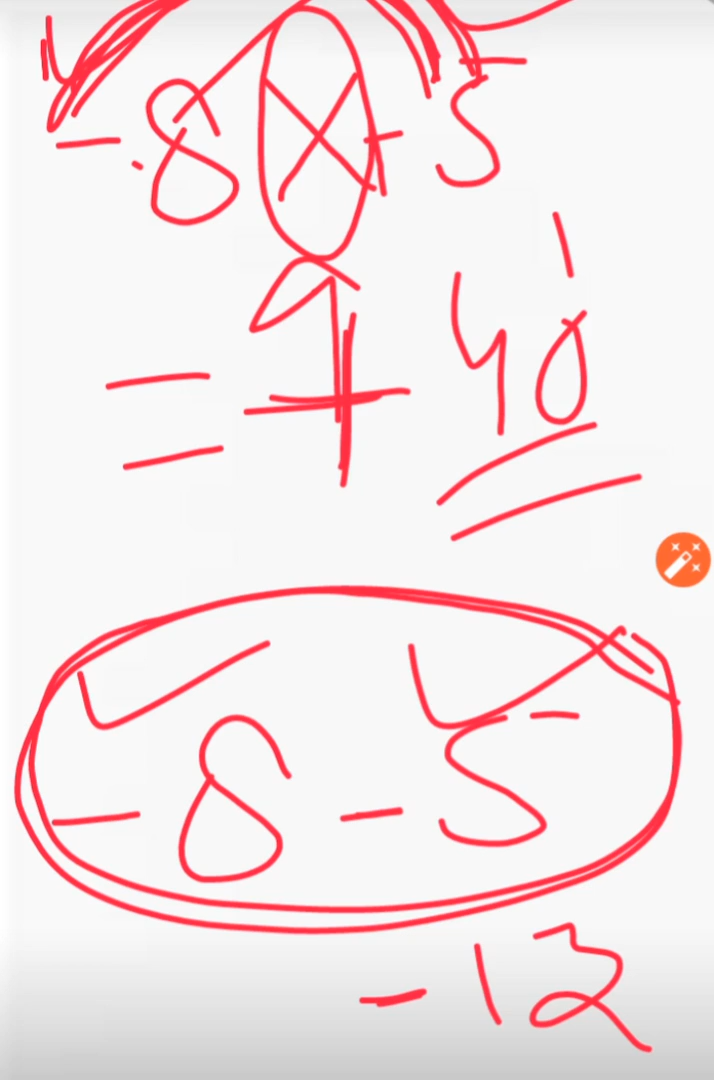 - 8 × - 5
= + 40
- 8 - 5
- 13